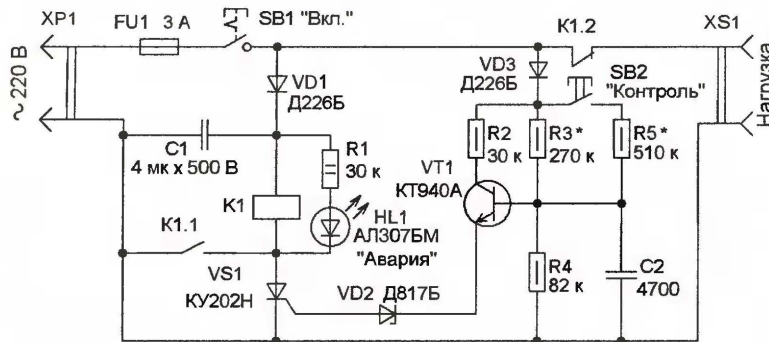 XP1
FU1 3 А
SB1 "Вкл."
K1.2
XS1
~ 220 В
VD1
Д226Б
VD3
Д226Б
SB2
"Контроль"
Нагрузка
C1
4 мк x 500 В
R1
30 к
R2
30 к
R3*
270 к
R5*
510 к
VT1
КТ940А
K1
K1.1
HL1
АЛ307БМ
"Авария"
VS1
КУ202Н
VD2 Д817Б
R4
82 к
C2
4700